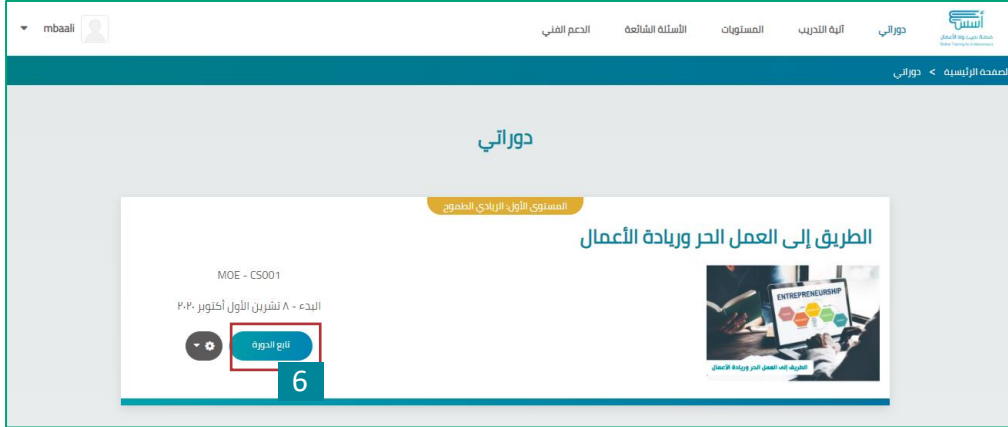 أسس
دوراتي
آلية التدريب
المستويات
الأسئلة الشائعة
الدعم الفني
mbaali
الصفحة الرئيسية > دوراتي
دوراتي
المستوى الأول: الريادي الطموح
الطريق إلى العمل الحر وريادة الأعمال
ENTREPRENEURSHIP
الطريق إلى العمل الحر وريادة الأعمال
MOE - CS001
البدء - ٨ تشرين الأول أكتوبر ٢٠٢٠
تابع الدورة
6